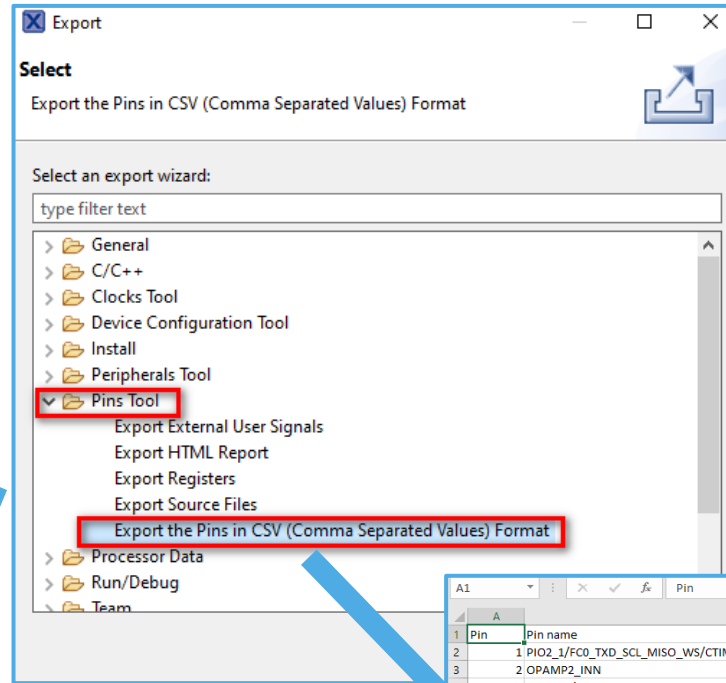 Export
Select
Export the Pins in CSV (Comma Separated Values) Format
Select an export wizard:
type filter text
General
C/C++
Clocks Tool
Device Configuration Tool
Install
Peripherals Tool
Pins Tool
Export External User Signals
Export HTML Report
Export Registers
Export Source Files
Export the Pins in CSV (Comma Separated Values) Format
Processor Data
Run/Debug
Team
A1 fx Pin
A
1 Pin Pin name
2 1 PIO2_1/FC0_TXD_SCL_MISO_WS/CTIM
3 2 OPAMP2_INN